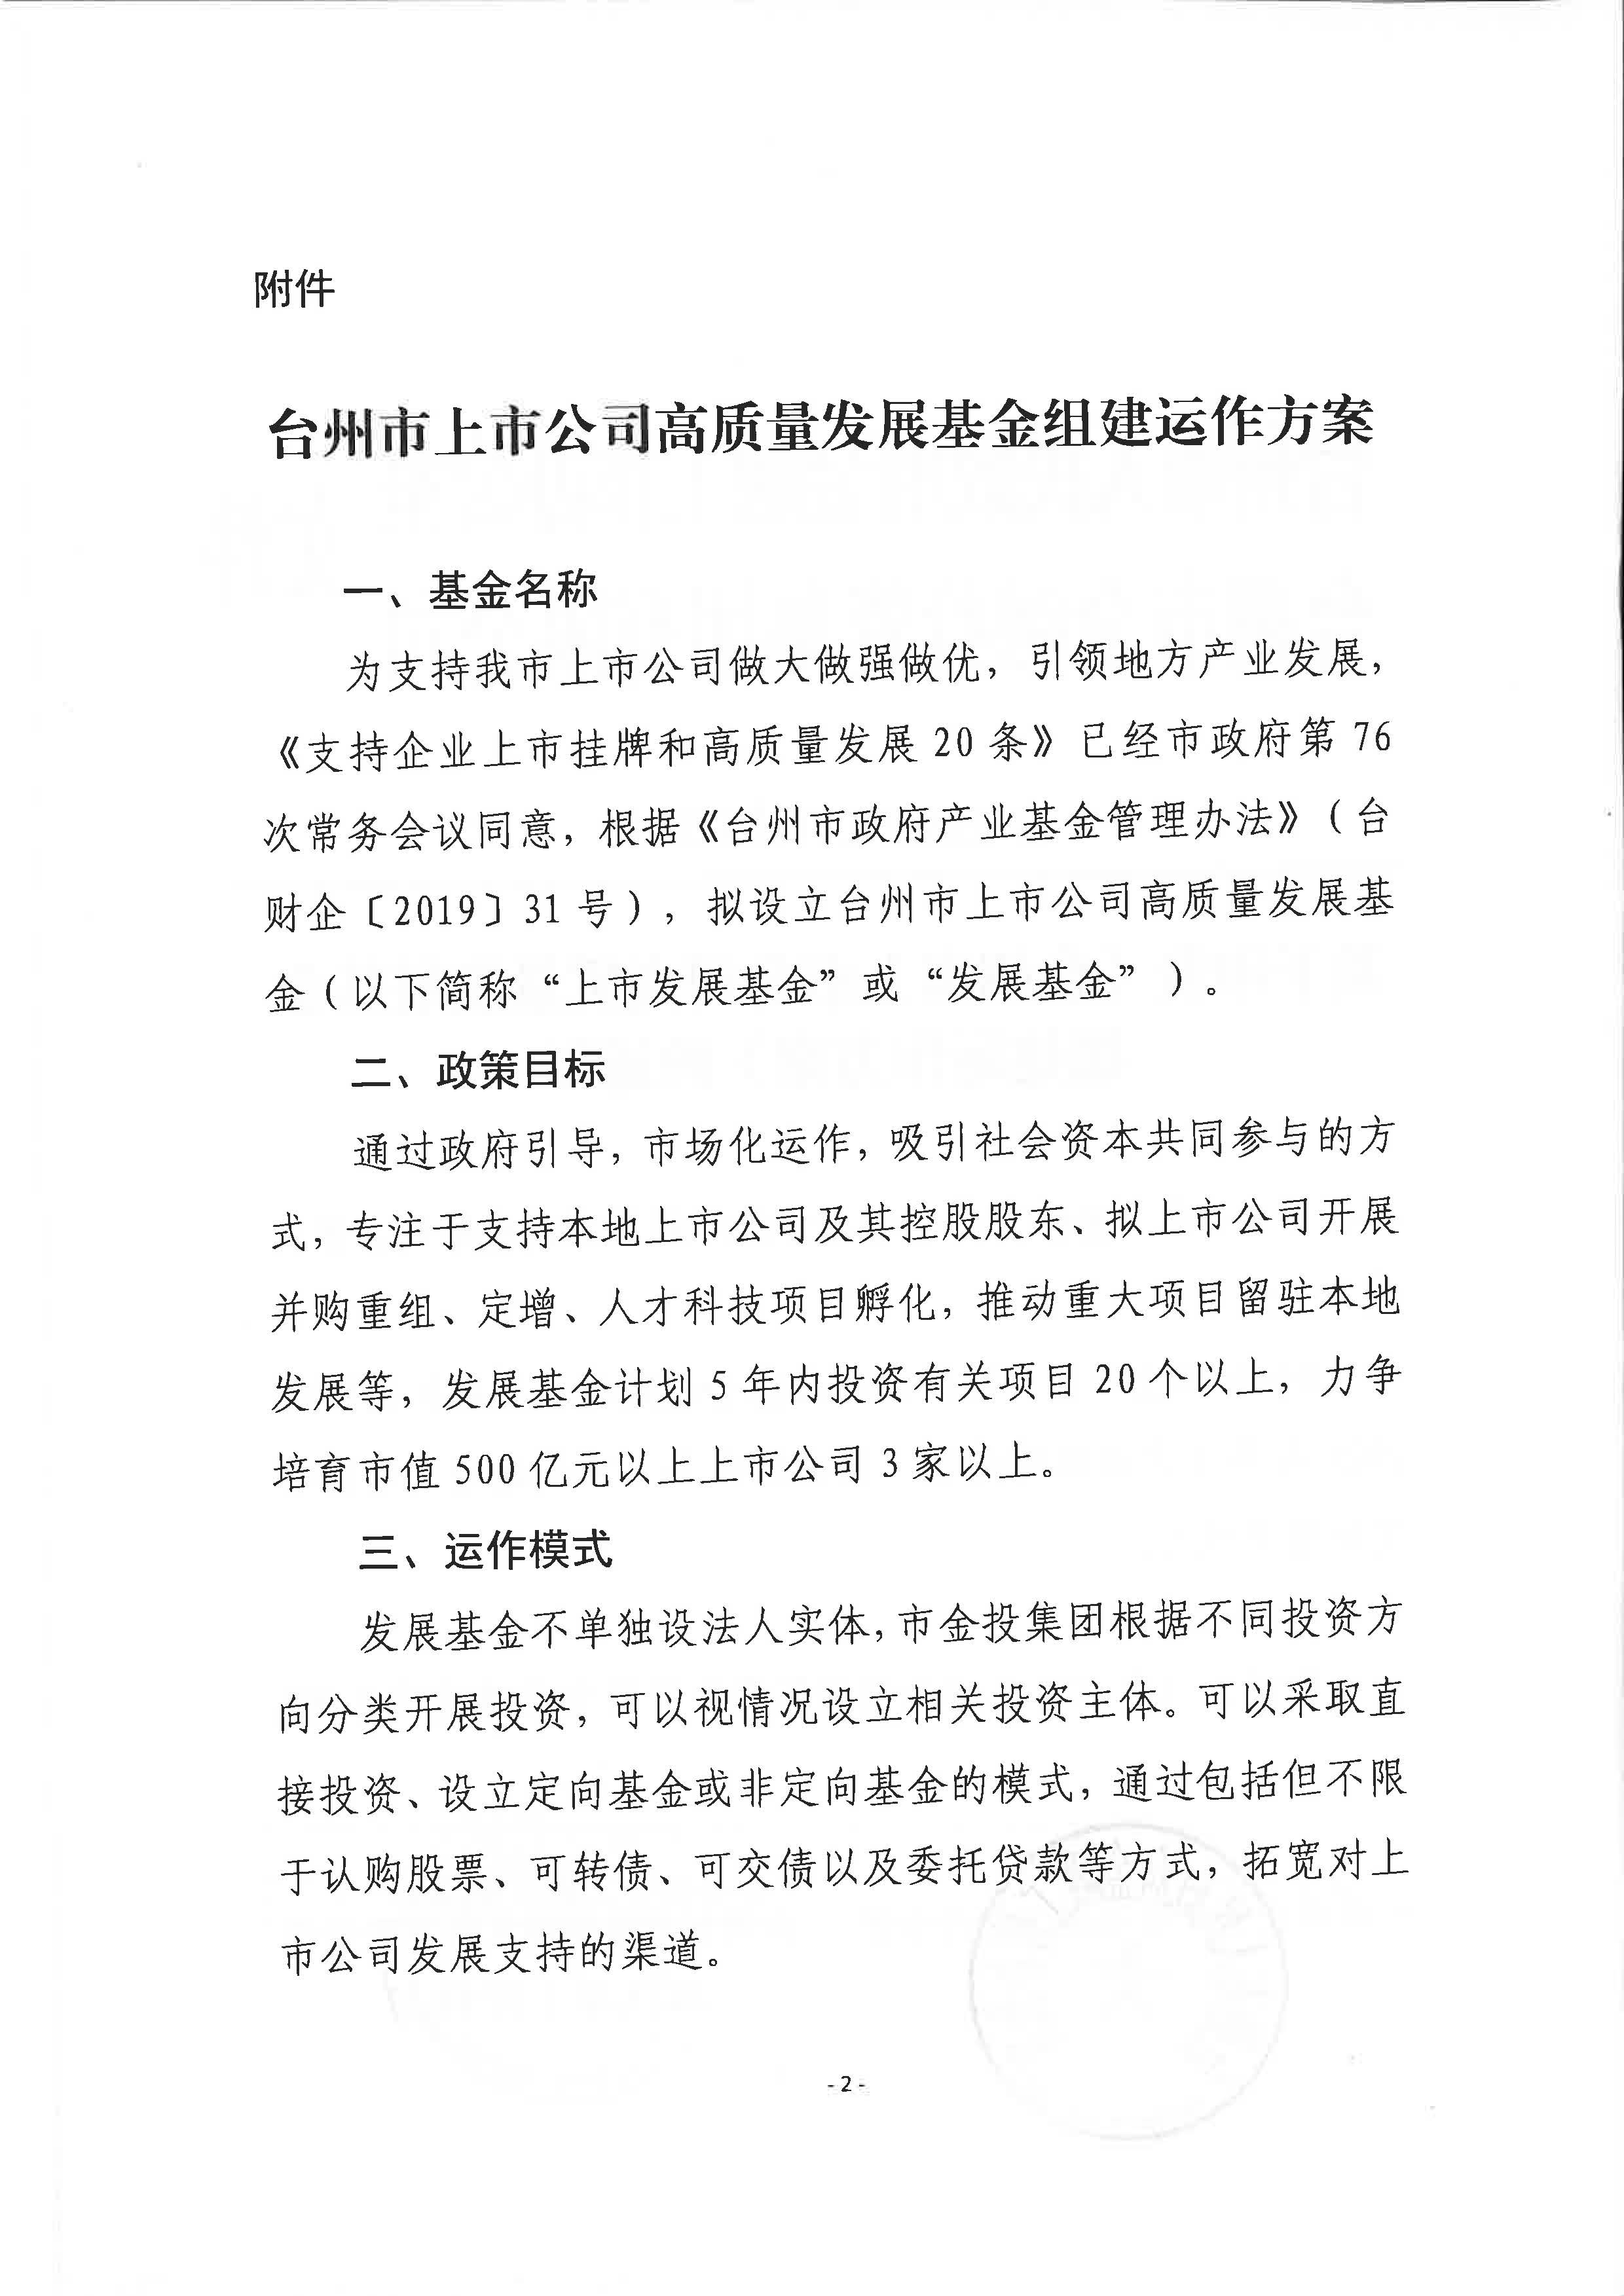 附件
台州市上市公司高质量发展基金组建运作方案
一、基金名称
为支持我市上市公司做大做强做优，引领地方产业发展，
《支持企业上市挂牌和高质量发展 20 条》已经市政府第 76
次常务会议同意，根据《台州市政府产业基金管理办法》（台
财企〔2019〕31 号），拟设立台州市上市公司高质量发展基
金（以下简称“上市发展基金”或“发展基金”）。
二、政策目标
通过政府引导，市场化运作，吸引社会资本共同参与的方
式，专注于支持本地上市公司及其控股股东、拟上市公司开展
并购重组、定增、人才科技项目孵化，推动重大项目留驻本地
发展等，发展基金计划 5 年内投资有关项目 20 个以上，力争
培育市值 500 亿元以上上市公司 3 家以上。
三、运作模式
发展基金不单独设法人实体，市金投集团根据不同投资方
向分类开展投资，可以视情况设立相关投资主体。可以采取直
接投资、设立定向基金或非定向基金的模式，通过包括但不限
于认购股票、可转债、可交债以及委托贷款等方式，拓宽对上
市公司发展支持的渠道。
- 2 -